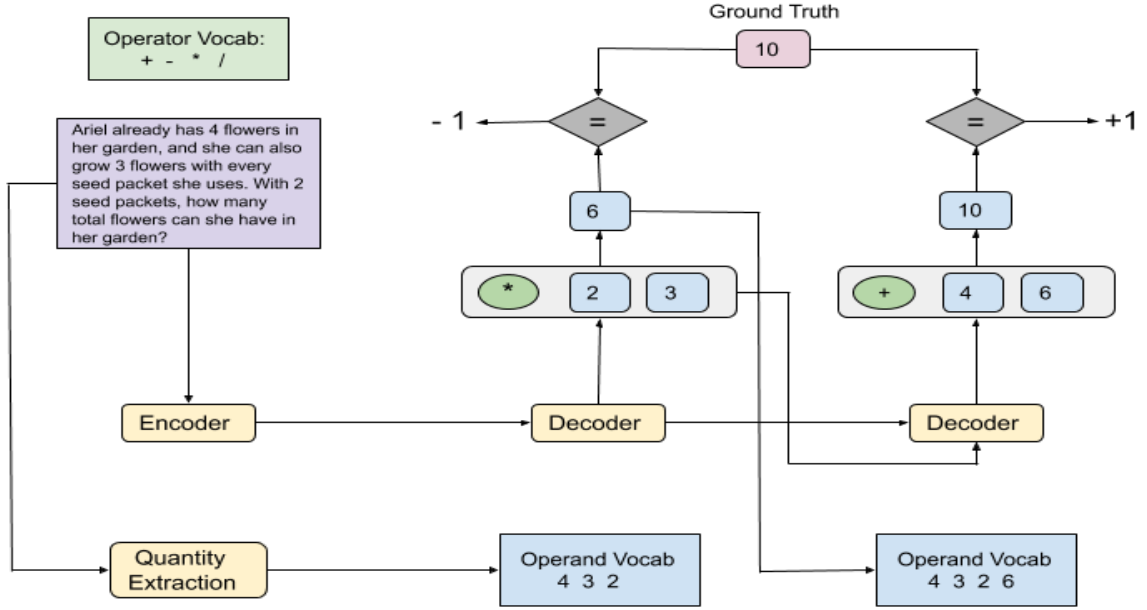 Ground Truth
10
Operator Vocab:
+ - * /
- 1
=
=
+1
Ariel already has 4 flowers in
her garden, and she can also
grow 3 flowers with every
seed packet she uses. With 2
seed packets, how many
total flowers can she have in
her garden?
6
10
* 2 3
+ 4 6
Encoder
Decoder
Decoder
Quantity
Extraction
Operand Vocab
4 3 2
Operand Vocab
4 3 2 6